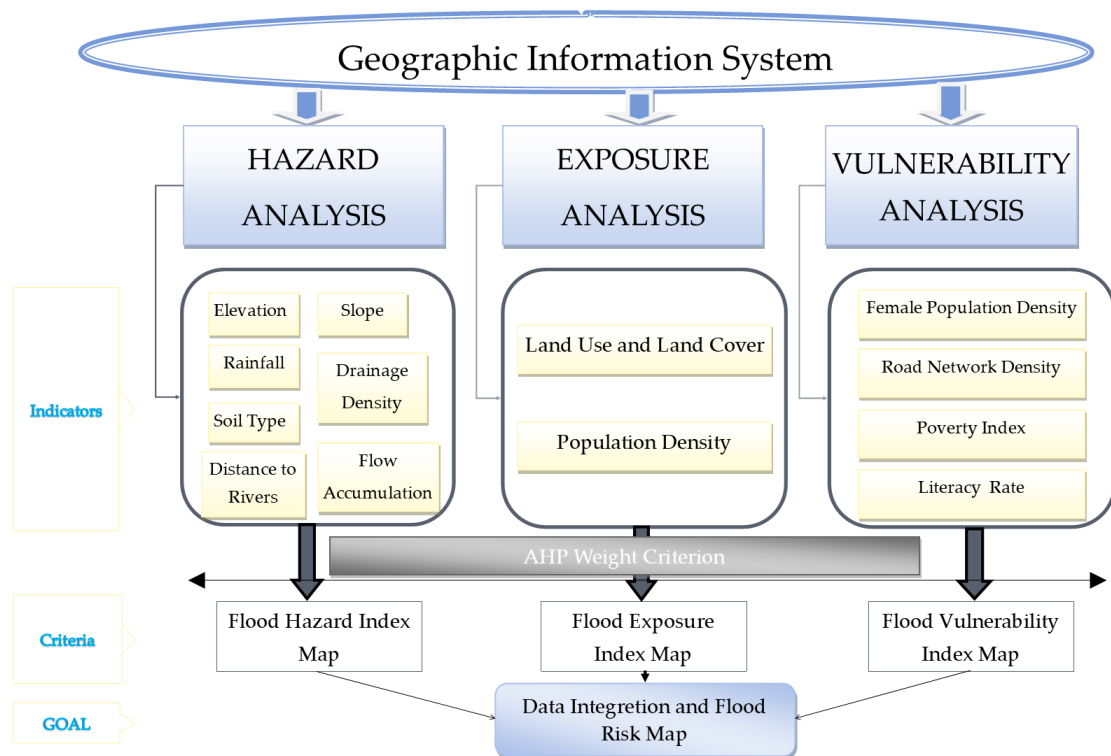 Geographic Information System
HAZARD
ANALYSIS
EXPOSURE
ANALYSIS
VULNERABILITY
ANALYSIS
Indicators
Elevation
Slope
Rainfall
Drainage
Density
Soil Type
Distance to
Rivers
Flow
Accumulation
Land Use and Land Cover
Population Density
Female Population Density
Road Network Density
Poverty Index
Literacy Rate
AHP Weight Criterion
Criteria
Flood Hazard Index
Map
Flood Exposure
Index Map
Flood Vulnerability
Index Map
GOAL
Data Integretion and Flood
Risk Map